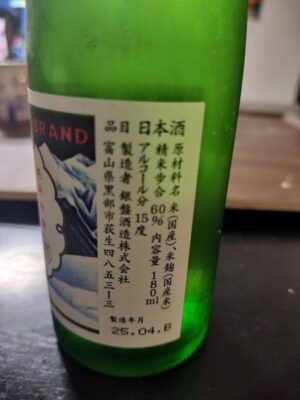 BRAND
品目 日本酒
原材料名 米(国産)、米麹(国産米)
精米歩合 60% 内容量 180ml
アルコール分 15度
製造者 銀盤酒造株式会社
富山県黒部市荻生四八五三ー三
製造年月
25.04.B